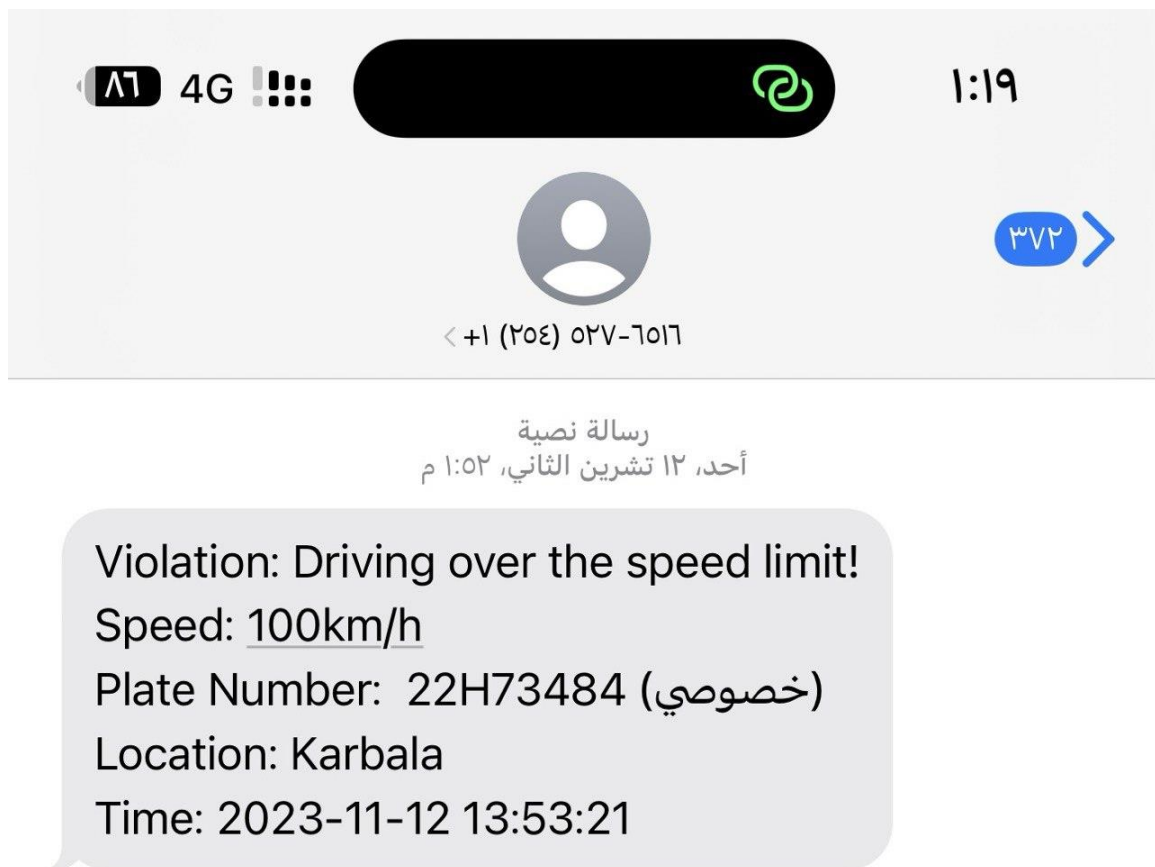 ١:١٩
4G ٨٦
٣٧٢
+١ (٢٥٤) ٥٢٧-٦٥١٦
رسالة نصية
أحد، ١٢ تشرين الثاني، ١:٥٢ م
Violation: Driving over the speed limit!
Speed: 100km/h
Plate Number: 22H73484 (خصوصي)
Location: Karbala
Time: 2023-11-12 13:53:21